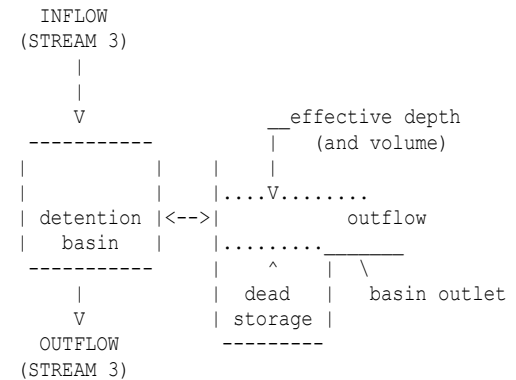 INFLOW
(STREAM 3)
effective depth
(and volume)
detention
basin
outflow
dead
storage
basin outlet
OUTFLOW
(STREAM 3)